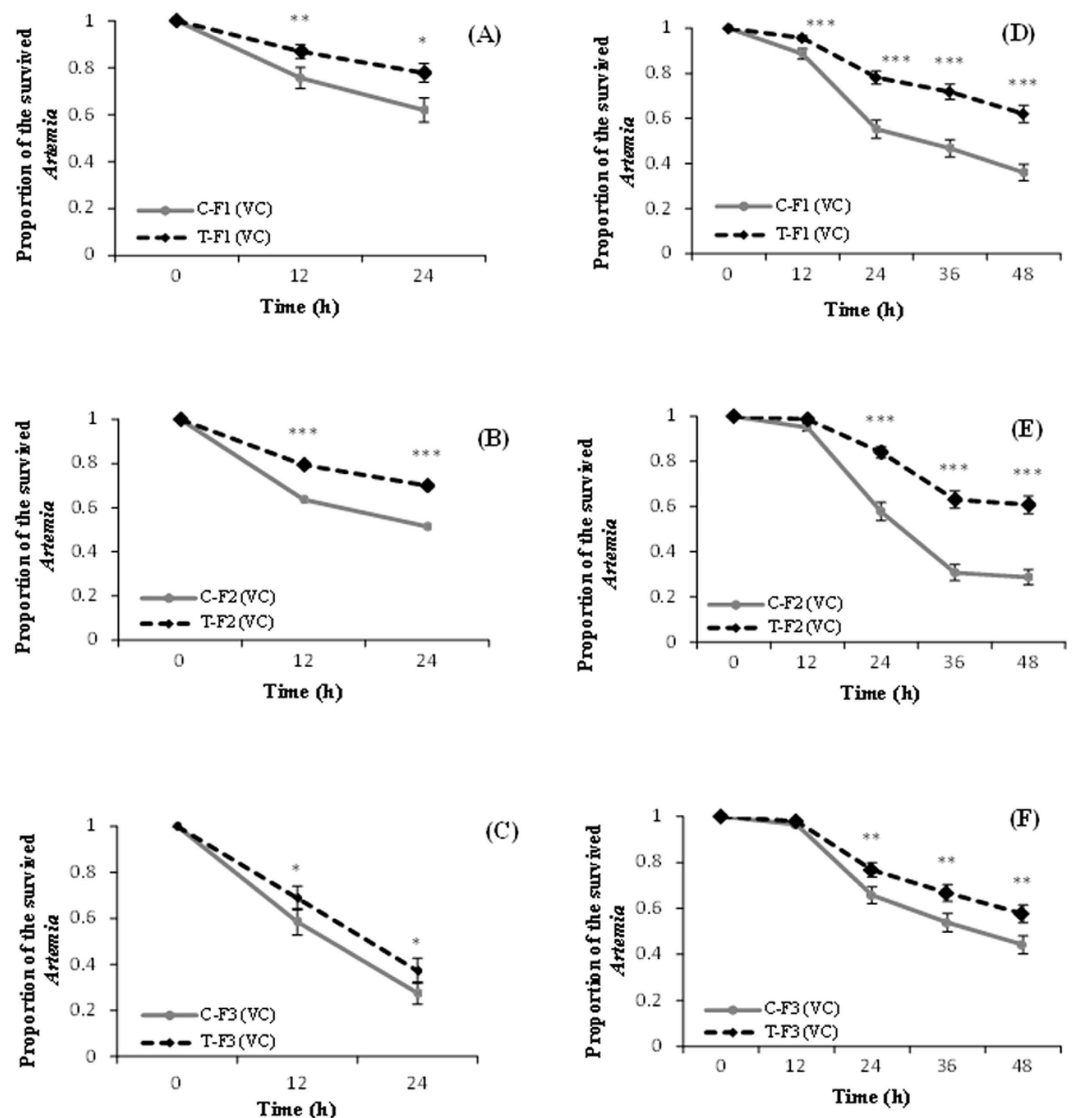 (A)
Proportion of the survived
Artemia
1
0.8
0.6
0.4
0.2
0
**
*
C-F1 (VC)
T-F1 (VC)
0 12 24
Time (h)
(D)
Proportion of the survived
Artemia
1
0.8
0.6
0.4
0.2
0
***
***
***
***
C-F1 (VC)
T-F1 (VC)
0 12 24 36 48
Time (h)
(B)
Proportion of the survived
Artemia
1
0.8
0.6
0.4
0.2
0
***
***
C-F2 (VC)
T-F2 (VC)
0 12 24
Time (h)
(E)
Proportion of the survived
Artemia
1
0.8
0.6
0.4
0.2
0
***
***
***
C-F2 (VC)
T-F2 (VC)
0 12 24 36 48
Time (h)
(C)
Proportion of the survived
Artemia
1
0.8
0.6
0.4
0.2
0
*
*
C-F3 (VC)
T-F3 (VC)
0 12 24
Time (h)
(F)
Proportion of the survived
Artemia
1
0.8
0.6
0.4
0.2
0
**
**
**
C-F3 (VC)
T-F3 (VC)
0 12 24 36 48
Time (h)